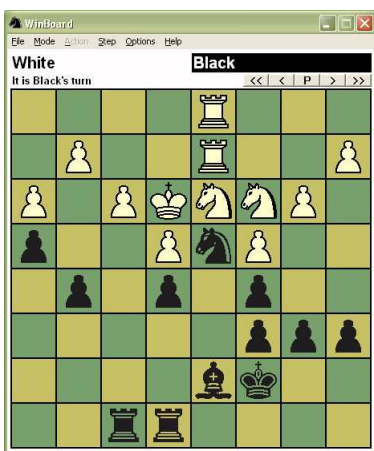 WinBoard
File Mode Action Step Options Help
White Black
It is Black's turn << < P > >>